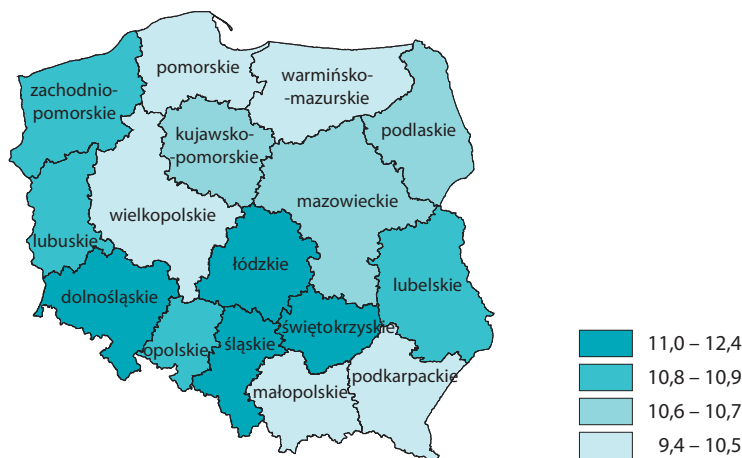 pomorskie
warmińsko-
-mazurskie
zachodnio-
pomorskie
podlaskie
kujawsko-
-pomorskie
mazowieckie
wielkopolskie
lubuskie
łódzkie
lubelskie
dolnośląskie
świętokrzyskie
opolskie
śląskie
podkarpackie
małopolskie
11,0 – 12,4
10,8 – 10,9
10,6 – 10,7
9,4 – 10,5